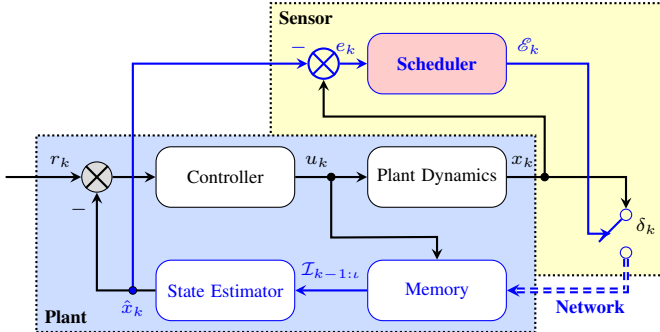 Sensor
−
e_k
Scheduler
ℰ_k
r_k
Controller
u_k
Plant Dynamics
x_k
−
δ_k
State Estimator
ℐ_{k−1:ι}
Memory
x̂_k
Plant
Network